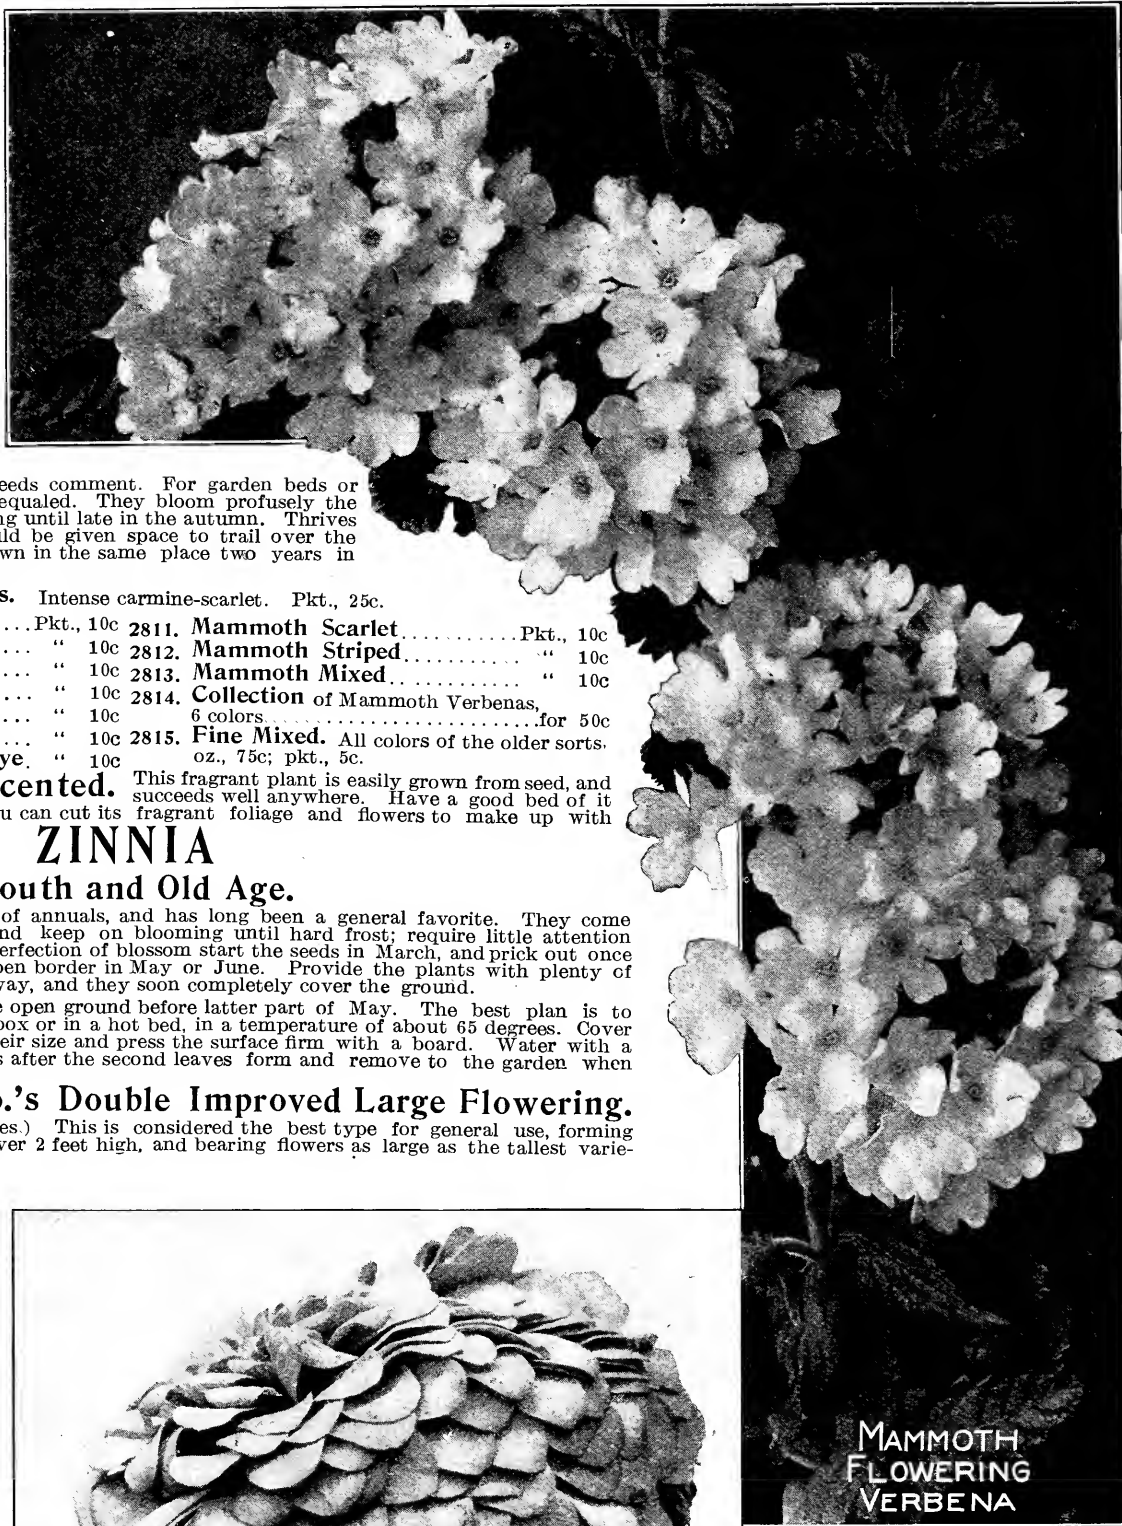 eeds comment. For garden beds or
equaled. They bloom profusely the
ng until late in the autumn. Thrives
uld be given space to trail over the
wn in the same place two years in
s. Intense carmine-scarlet. Pkt., 25c.
...Pkt., 10c
... “ 10c
... “ 10c
... “ 10c
... “ 10c
... “ 10c
ye. “ 10c
2811. Mammoth Scarlet............Pkt., 10c
2812. Mammoth Striped........... “ 10c
2813. Mammoth Mixed............ “ 10c
2814. Collection of Mammoth Verbenas,
6 colors............................for 50c
2815. Fine Mixed. All colors of the older sorts,
oz., 75c; pkt., 5c.
cented. This fragrant plant is easily grown from seed, and
succeeds well anywhere. Have a good bed of it
u can cut its fragrant foliage and flowers to make up with
ZINNIA
outh and Old Age.
of annuals, and has long been a general favorite. They come
nd keep on blooming until hard frost; require little attention
erfection of blossom start the seeds in March, and prick out once
pen border in May or June. Provide the plants with plenty of
way, and they soon completely cover the ground.
e open ground before latter part of May. The best plan is to
box or in a hot bed, in a temperature of about 65 degrees. Cover
eir size and press the surface firm with a board. Water with a
s after the second leaves form and remove to the garden when
o.'s Double Improved Large Flowering.
es.) This is considered the best type for general use, forming
ver 2 feet high, and bearing flowers as large as the tallest varie-
MAMMOTH
FLOWERING
VERBENA